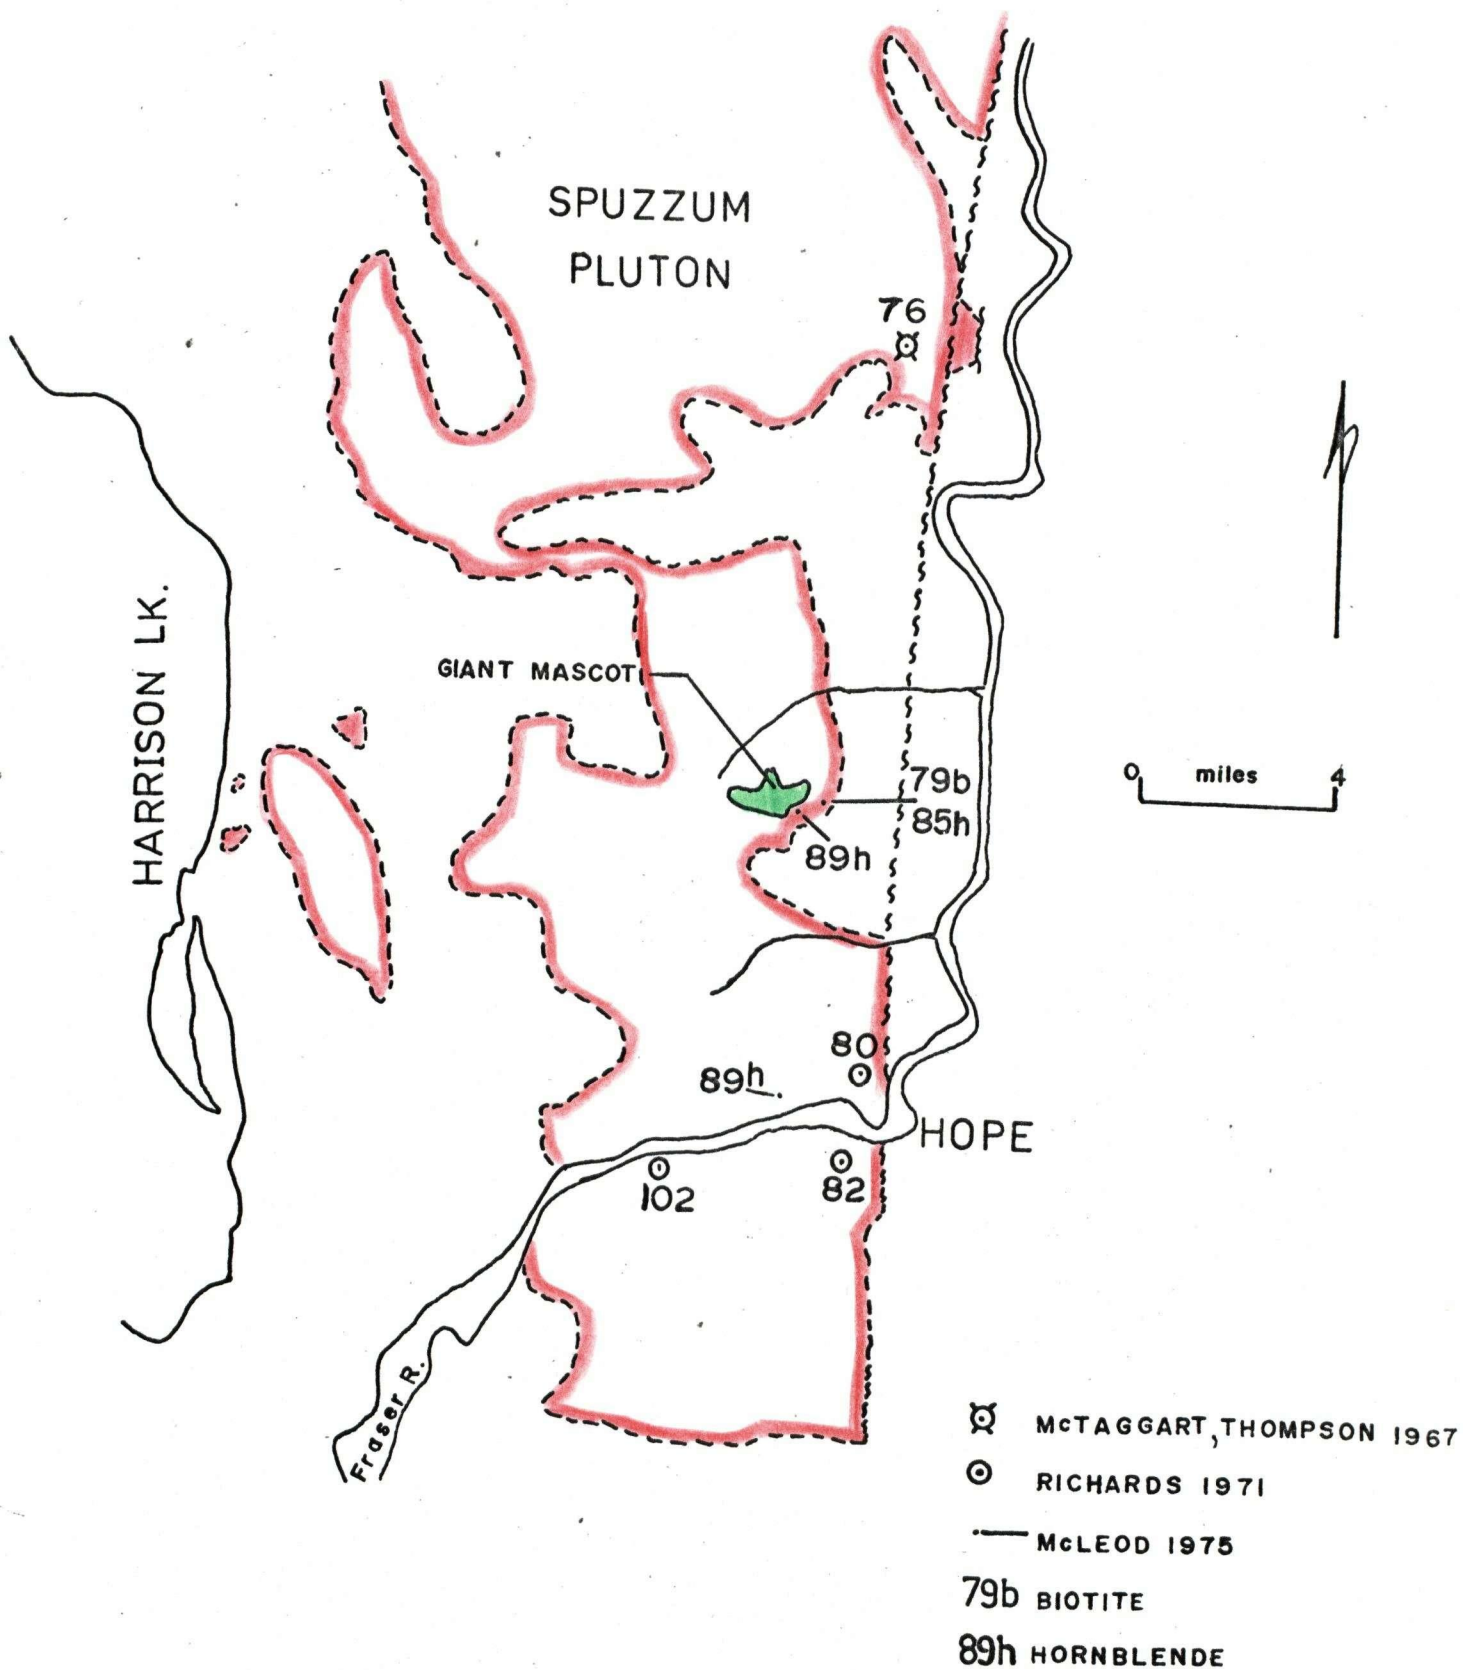 SPUZZUM
PLUTON
76
HARRISON LK.
GIANT MASCOT
79b
85h
89h
0 miles 4
80
89h
HOPE
102
82
Fraser R.
McTAGGART, THOMPSON 1967
RICHARDS 1971
McLEOD 1975
79b BIOTITE
89h HORNBLENDE